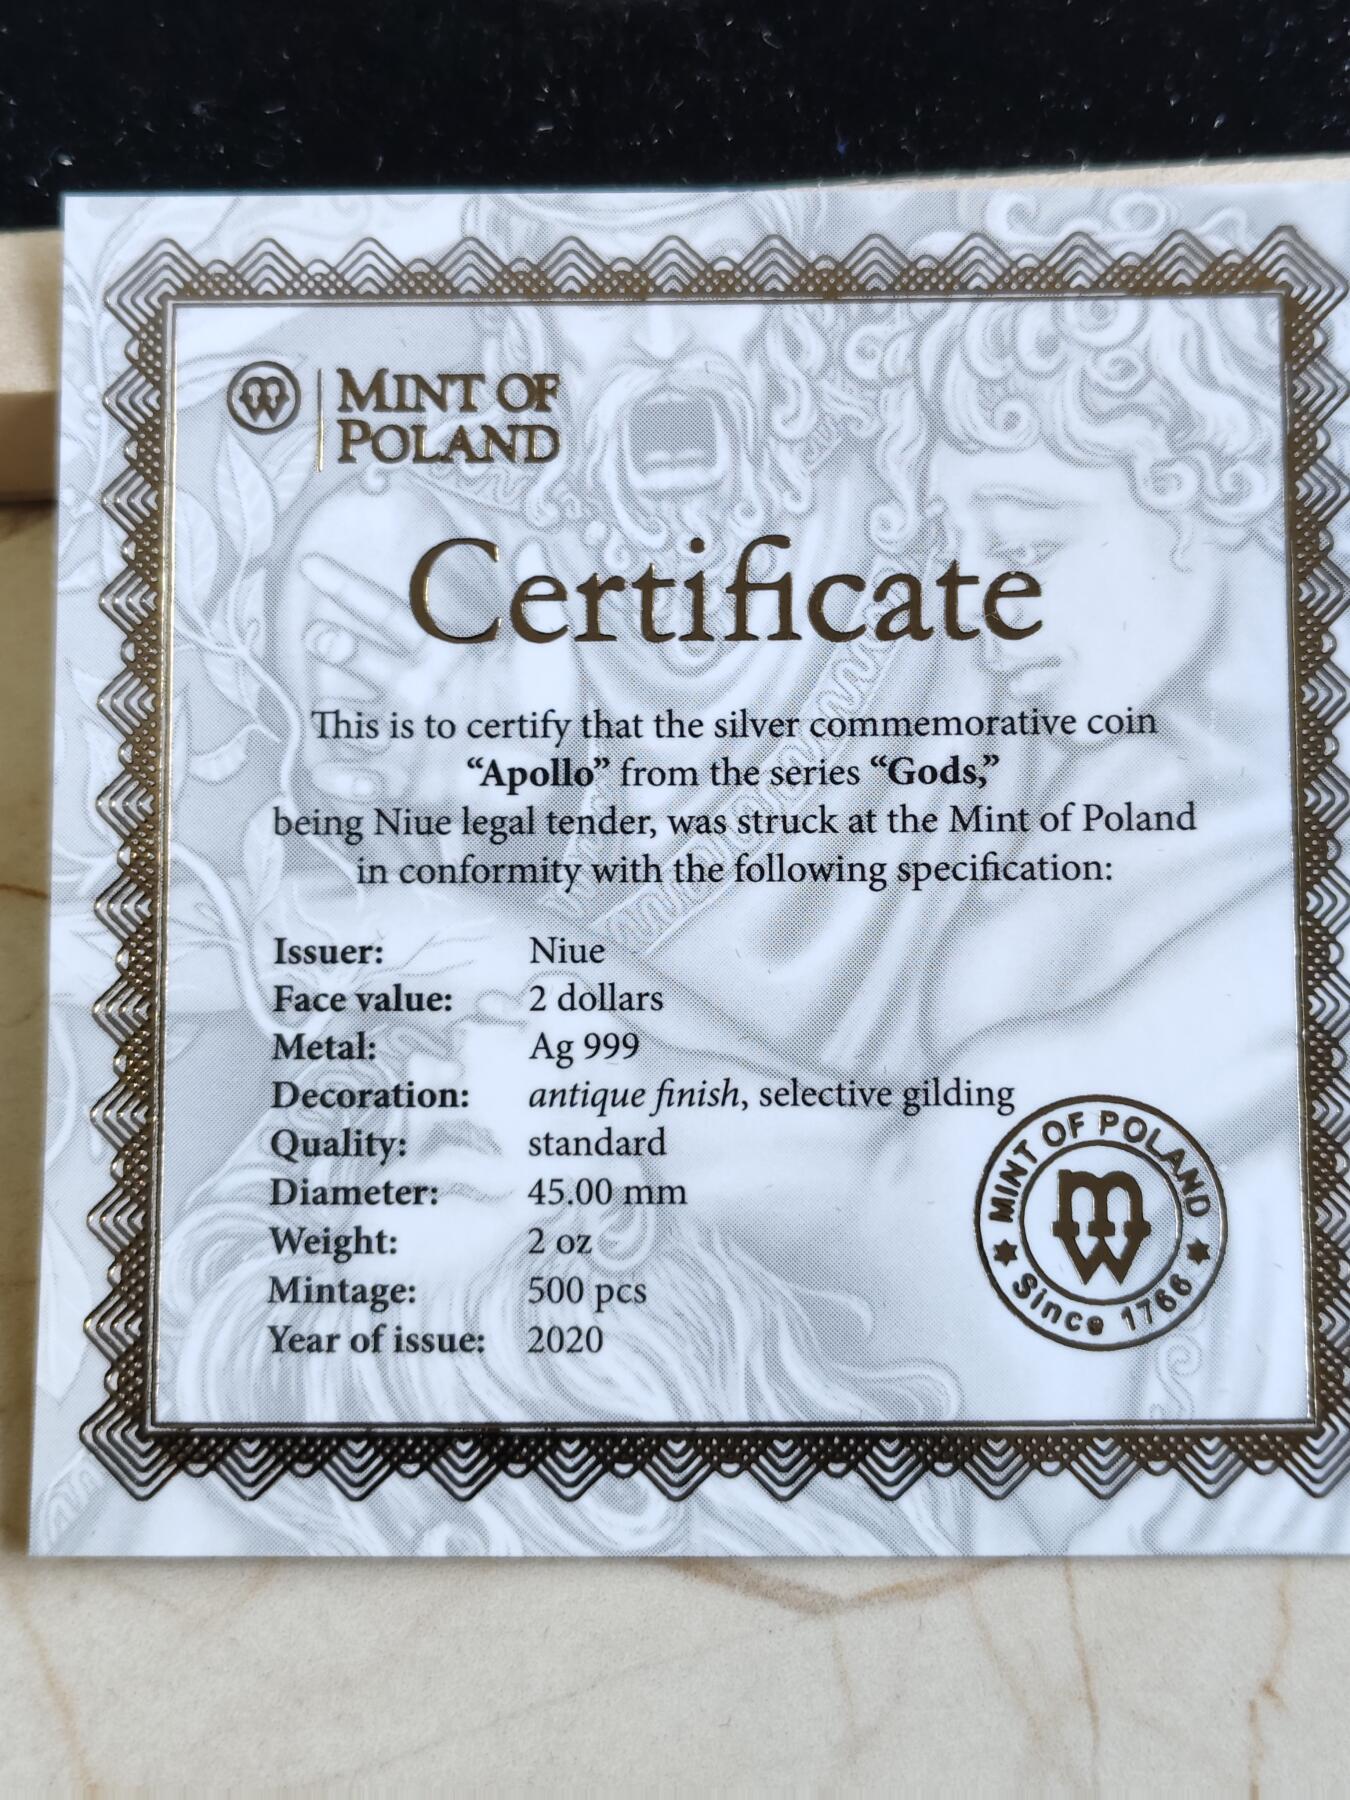 MINT OF
POLAND
Certificate
This is to certify that the silver commemorative coin
“Apollo” from the series “Gods,”
being Niue legal tender, was struck at the Mint of Poland
in conformity with the following specification:
Issuer: Niue
Face value: 2 dollars
Metal: Ag 999
Decoration: antique finish, selective gilding
Quality: standard
Diameter: 45.00 mm
Weight: 2 oz
Mintage: 500 pcs
Year of issue: 2020
MINT OF POLAND
Since 1766